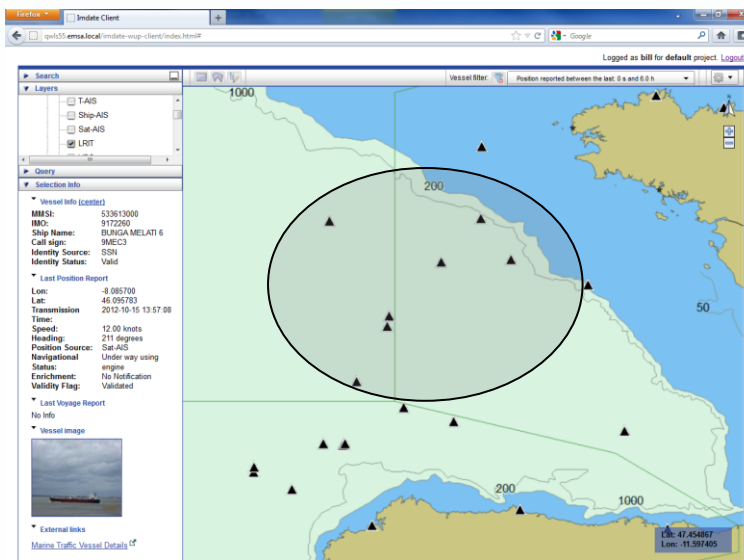 Firefox
Imdate Client
qwls55.emsa.local/imdate-wup-client/index.html#
Google
Logged as bill for default project. Logout
Search
Layers
T-AIS
Ship-AIS
Sat-AIS
LRIT
Query
Selection Info
Vessel Info (center)
MMSI: 533613000
IMO: 9172260
Ship Name: BUNGA MELATI 6
Call sign: 9MEC3
Identity Source: SSN
Identity Status: Valid
Last Position Report
Lon: -8.085700
Lat: 46.095783
Transmission 2012-10-15 13:57:08
Time:
Speed: 12.00 knots
Heading: 211 degrees
Position Source: Sat-AIS
Navigational Under way using
Status: engine
Enrichment: No Notification
Validity Flag: Validated
Last Voyage Report
No Info
Vessel image
External links
Marine Traffic Vessel Details
Vessel filter:
Position reported between the last: 0 s and 6.0 h
1000
200
50
200
1000
Lat: 47.454867
Lon: -11.597405